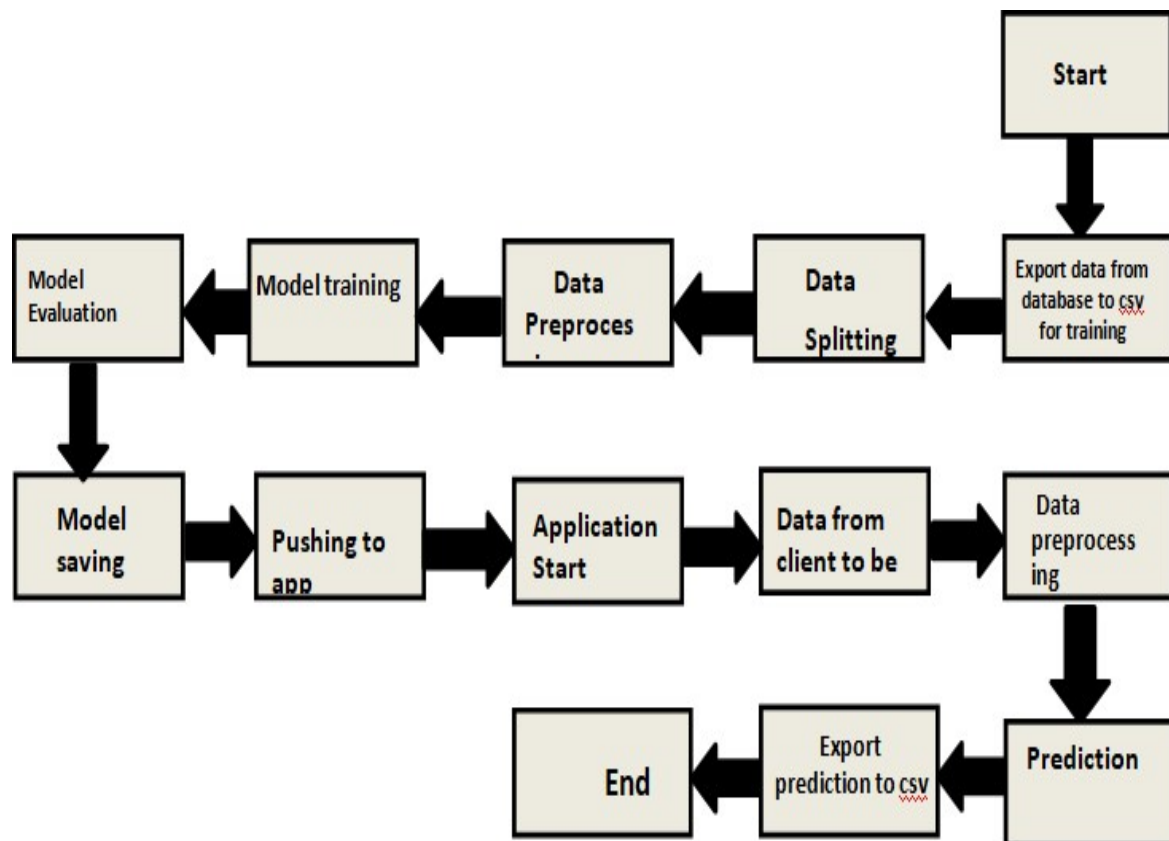 Start
Export data from
database to csv
for training
Data
Splitting
Data
Preproces
Model training
Model
Evaluation
Model
saving
Pushing to
app
Application
Start
Data from
client to be
Data
preprocess
ing
Prediction
Export
prediction to csv
End